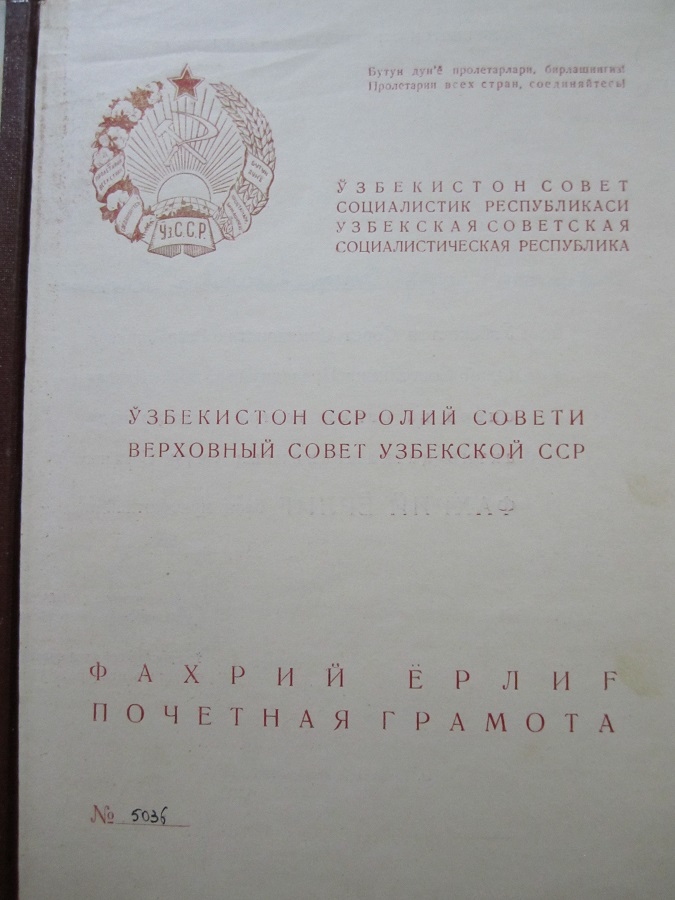 Бутун дунё пролетарлари, бирлашингиз!
Пролетарии всех стран, соединяйтесь!
ЎЗБЕКИСТОН СОВЕТ
СОЦИАЛИСТИК РЕСПУБЛИКАСИ
УЗБЕКСКАЯ СОВЕТСКАЯ
СОЦИАЛИСТИЧЕСКАЯ РЕСПУБЛИКА
Уз С.С.Р.
ЎЗБЕКИСТОН ССР ОЛИЙ СОВЕТИ
ВЕРХОВНЫЙ СОВЕТ УЗБЕКСКОЙ ССР
ФАХРИЙ ЁРЛИҒ
ПОЧЕТНАЯ ГРАМОТА
№ 5036